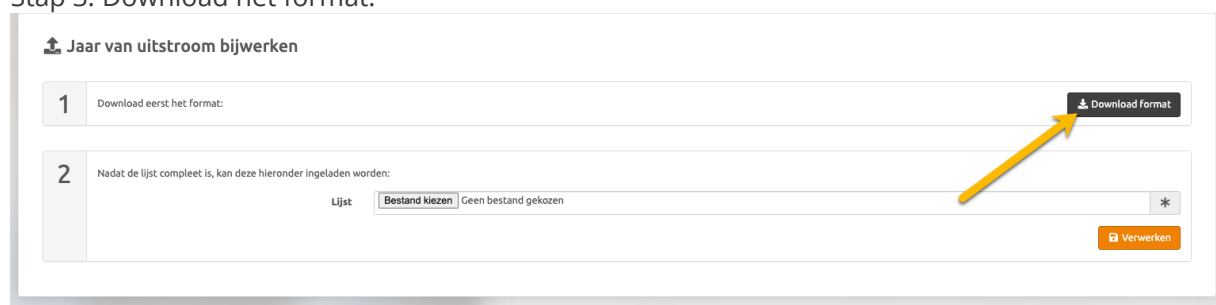 Stap 3: Download het format.
Jaar van uitstroom bijwerken
1 Download eerst het format: Download format
2 Nadat de lijst compleet is, kan deze hieronder ingeladen worden:
Lijst Bestand kiezen Geen bestand gekozen *
Verwerken